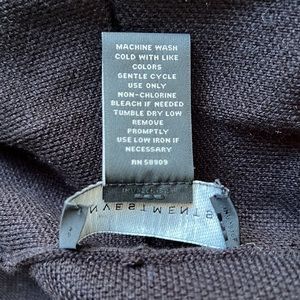 MACHINE WASH
COLD WITH LIKE
COLORS
GENTLE CYCLE
USE ONLY
NON-CHLORINE
BLEACH IF NEEDED
TUMBLE DRY LOW
REMOVE
PROMPTLY
USE LOW IRON IF
NECESSARY
RN 58909
INVESTMENTS